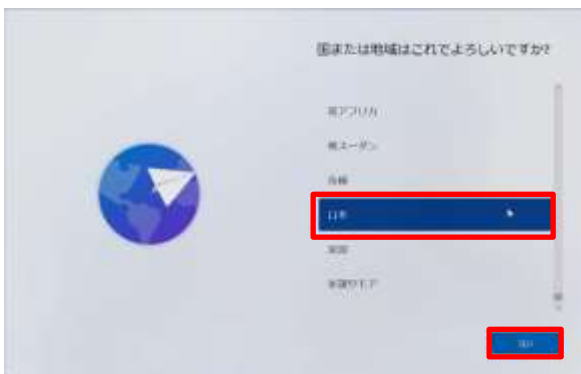 国または地域はこれでよろしいですか?
南アフリカ
南スーダン
台湾
日本
米国
米領サモア
はい